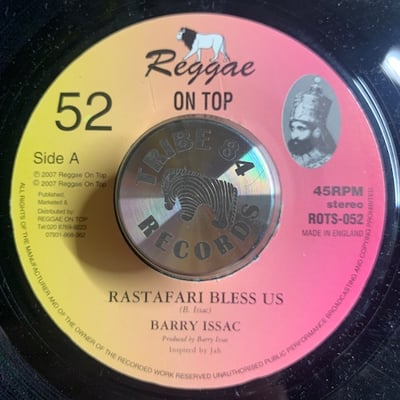 Reggae
ON TOP
52
Side A
℗ 2007 Reggae On Top
© 2007 Reggae On Top
Published,
Marketed &
Distributed by
REGGAE ON TOP
45RPM
stereo
ROTS-052
MADE IN ENGLAND
TRIBE 84
RECORDS
RASTAFARI BLESS US
(B. Issac)
BARRY ISSAC
Produced by Barry Issac
Inspired by Jah
ALL RIGHTS OF THE MANUFACTURER AND OF THE OWNER OF THE RECORDED WORK RESERVED UNAUTHORISED PUBLIC PERFORMANCE BROADCASTING AND COPYING PROHIBITED